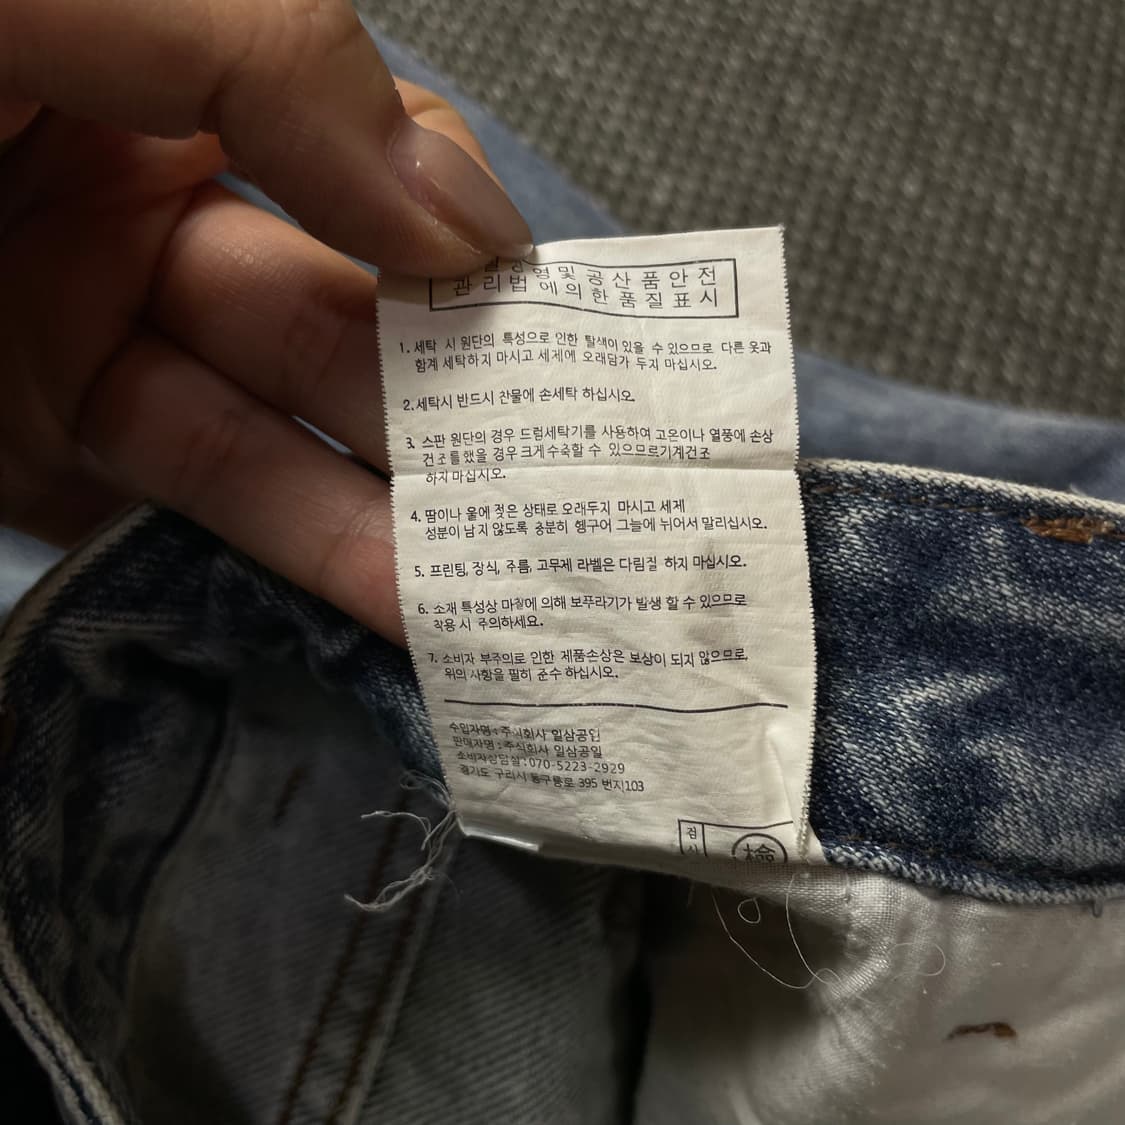 영 및 공산품안전
관리법에의한품질표시
1. 세탁 시 원단의 특성으로 인한 탈색이 있을 수 있으므로 다른 옷과
함계 세탁하지 마시고 세제에 오래담가 두지 마십시오.
2.세탁시 반드시 찬물에 손세탁 하십시오
3. 스판 원단의 경우 드럼세탁기를 사용하여 고온이나 열풍에 손상
건조를했을 경우 크게 수축할 수 있으므르기계건조
하지 마십시오.
4. 땀이나 울에 젖은 상태로 오래두지 마시고 세제
성분이 남지 않도록 충분히 헹구어 그늘에 뉘어서 말리십시오.
5. 프린팅, 장식, 주름, 고무제 라벨은 다림질 하지 마십시오.
6. 소재 특성상 마찰에 의해 보푸라기가 발생 할 수 있으므로
착용 시 주의하세요.
7. 소비자 부주의로 인한 제품손상은 보상이 되지 않으므로,
위의 사항을 필히 준수 하십시오.
수입자명 : 주식회사 일삼공일
판매자명 : 주식회사 일삼공일
소비자상담실 : 070-5223-2929
경기도 구리시 동구릉로 395 번지103
검
檢